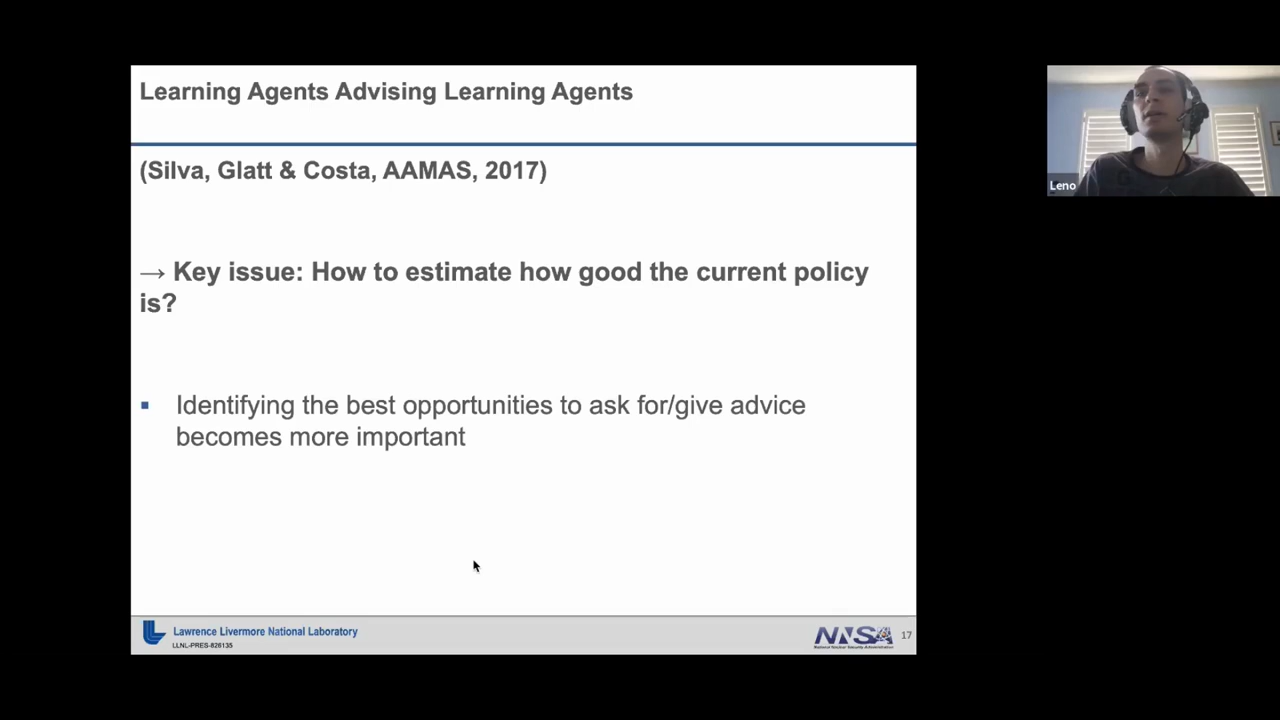 Learning Agents Advising Learning Agents
(Silva, Glatt & Costa, AAMAS, 2017)
→ Key issue: How to estimate how good the current policy
is?
▪ Identifying the best opportunities to ask for/give advice
becomes more important
Lawrence Livermore National Laboratory
LLNL-PRES-826135
NNSA
National Nuclear Security Administration
17
Leno